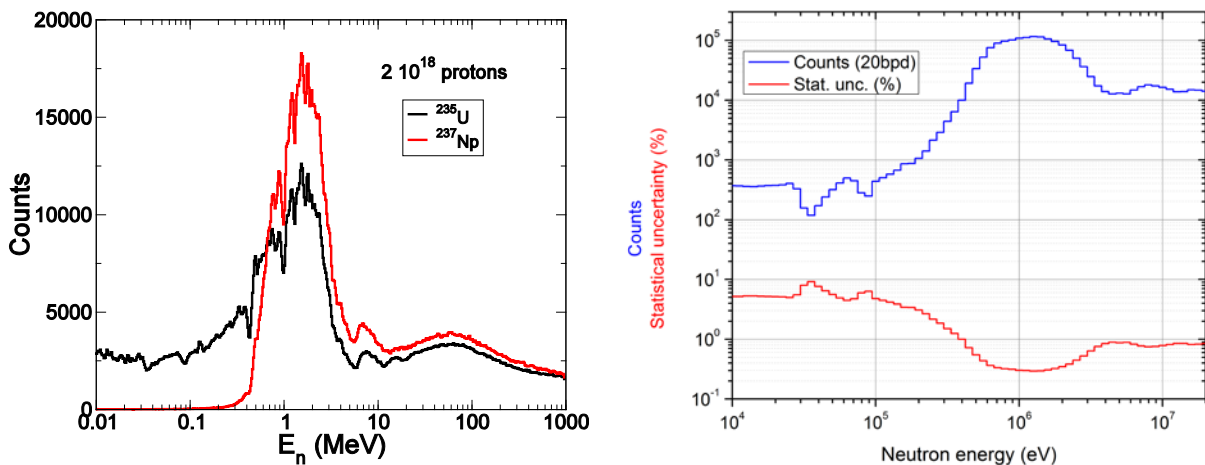 20000
15000
10000
5000
0
Counts
2 10^18 protons
^235U
^237Np
0.01 0.1 1 10 100 1000
E_n (MeV)
10^5
10^4
10^3
10^2
10^1
10^0
10^-1
Counts
Statistical uncertainty (%)
Counts (20bpd)
Stat. unc. (%)
10^4 10^5 10^6 10^7
Neutron energy (eV)